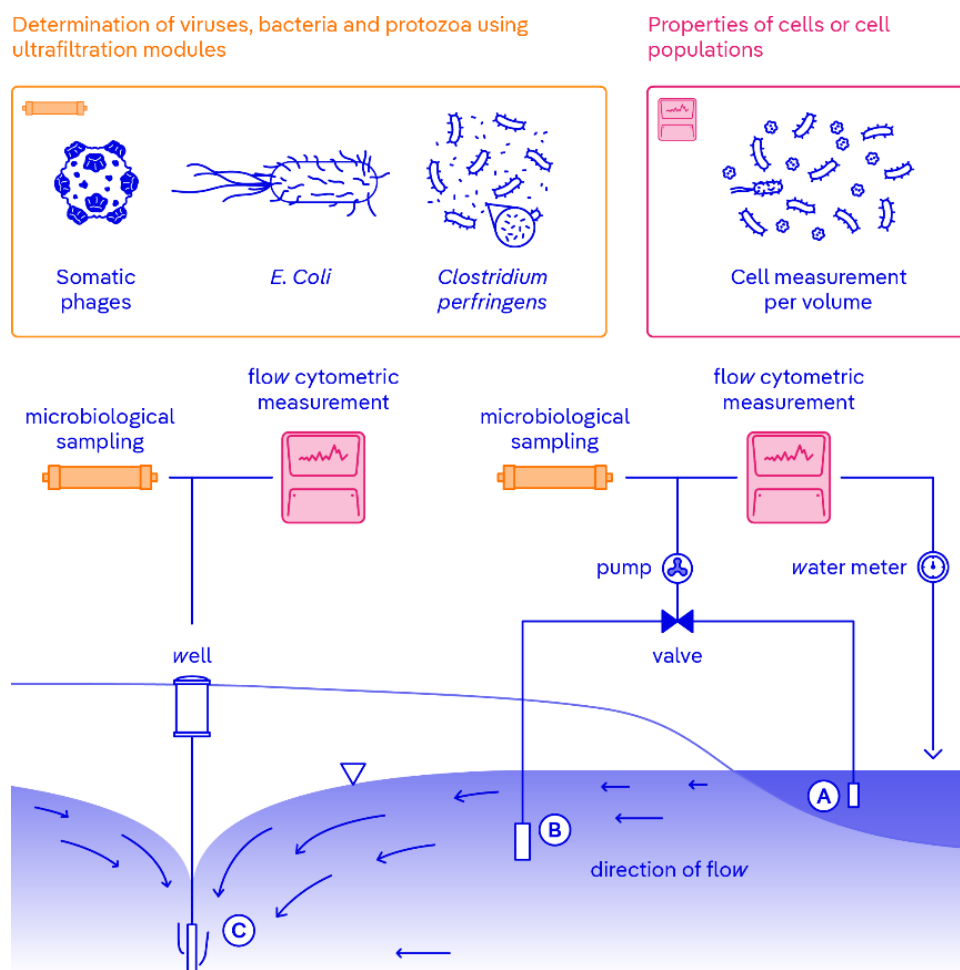 Determination of viruses, bacteria and protozoa using
ultrafiltration modules
Properties of cells or cell
populations
Somatic
phages
E. Coli
Clostridium
perfringens
Cell measurement
per volume
flow cytometric
measurement
microbiological
sampling
flow cytometric
measurement
microbiological
sampling
pump
water meter
valve
well
A
B
direction of flow
C